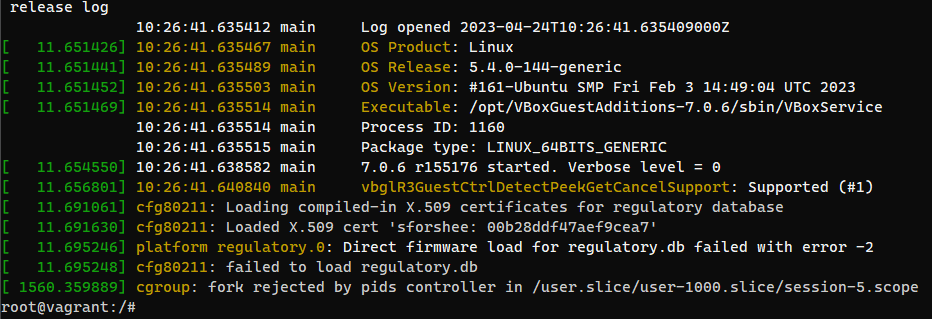 release log
10:26:41.635412 main     Log opened 2023-04-24T10:26:41.635409000Z
[   11.651426] 10:26:41.635467 main     OS Product: Linux
[   11.651441] 10:26:41.635489 main     OS Release: 5.4.0-144-generic
[   11.651452] 10:26:41.635503 main     OS Version: #161-Ubuntu SMP Fri Feb 3 14:49:04 UTC 2023
[   11.651469] 10:26:41.635514 main     Executable: /opt/VBoxGuestAdditions-7.0.6/sbin/VBoxService
10:26:41.635514 main     Process ID: 1160
10:26:41.635515 main     Package type: LINUX_64BITS_GENERIC
[   11.654550] 10:26:41.638582 main     7.0.6 r155176 started. Verbose level = 0
[   11.656801] 10:26:41.640840 main     vbglR3GuestCtrlDetectPeekGetCancelSupport: Supported (#1)
[   11.691061] cfg80211: Loading compiled-in X.509 certificates for regulatory database
[   11.691630] cfg80211: Loaded X.509 cert 'sforshee: 00b28ddf47aef9cea7'
[   11.695246] platform regulatory.0: Direct firmware load for regulatory.db failed with error -2
[   11.695248] cfg80211: failed to load regulatory.db
[ 1560.359889] cgroup: fork rejected by pids controller in /user.slice/user-1000.slice/session-5.scope
root@vagrant:/#